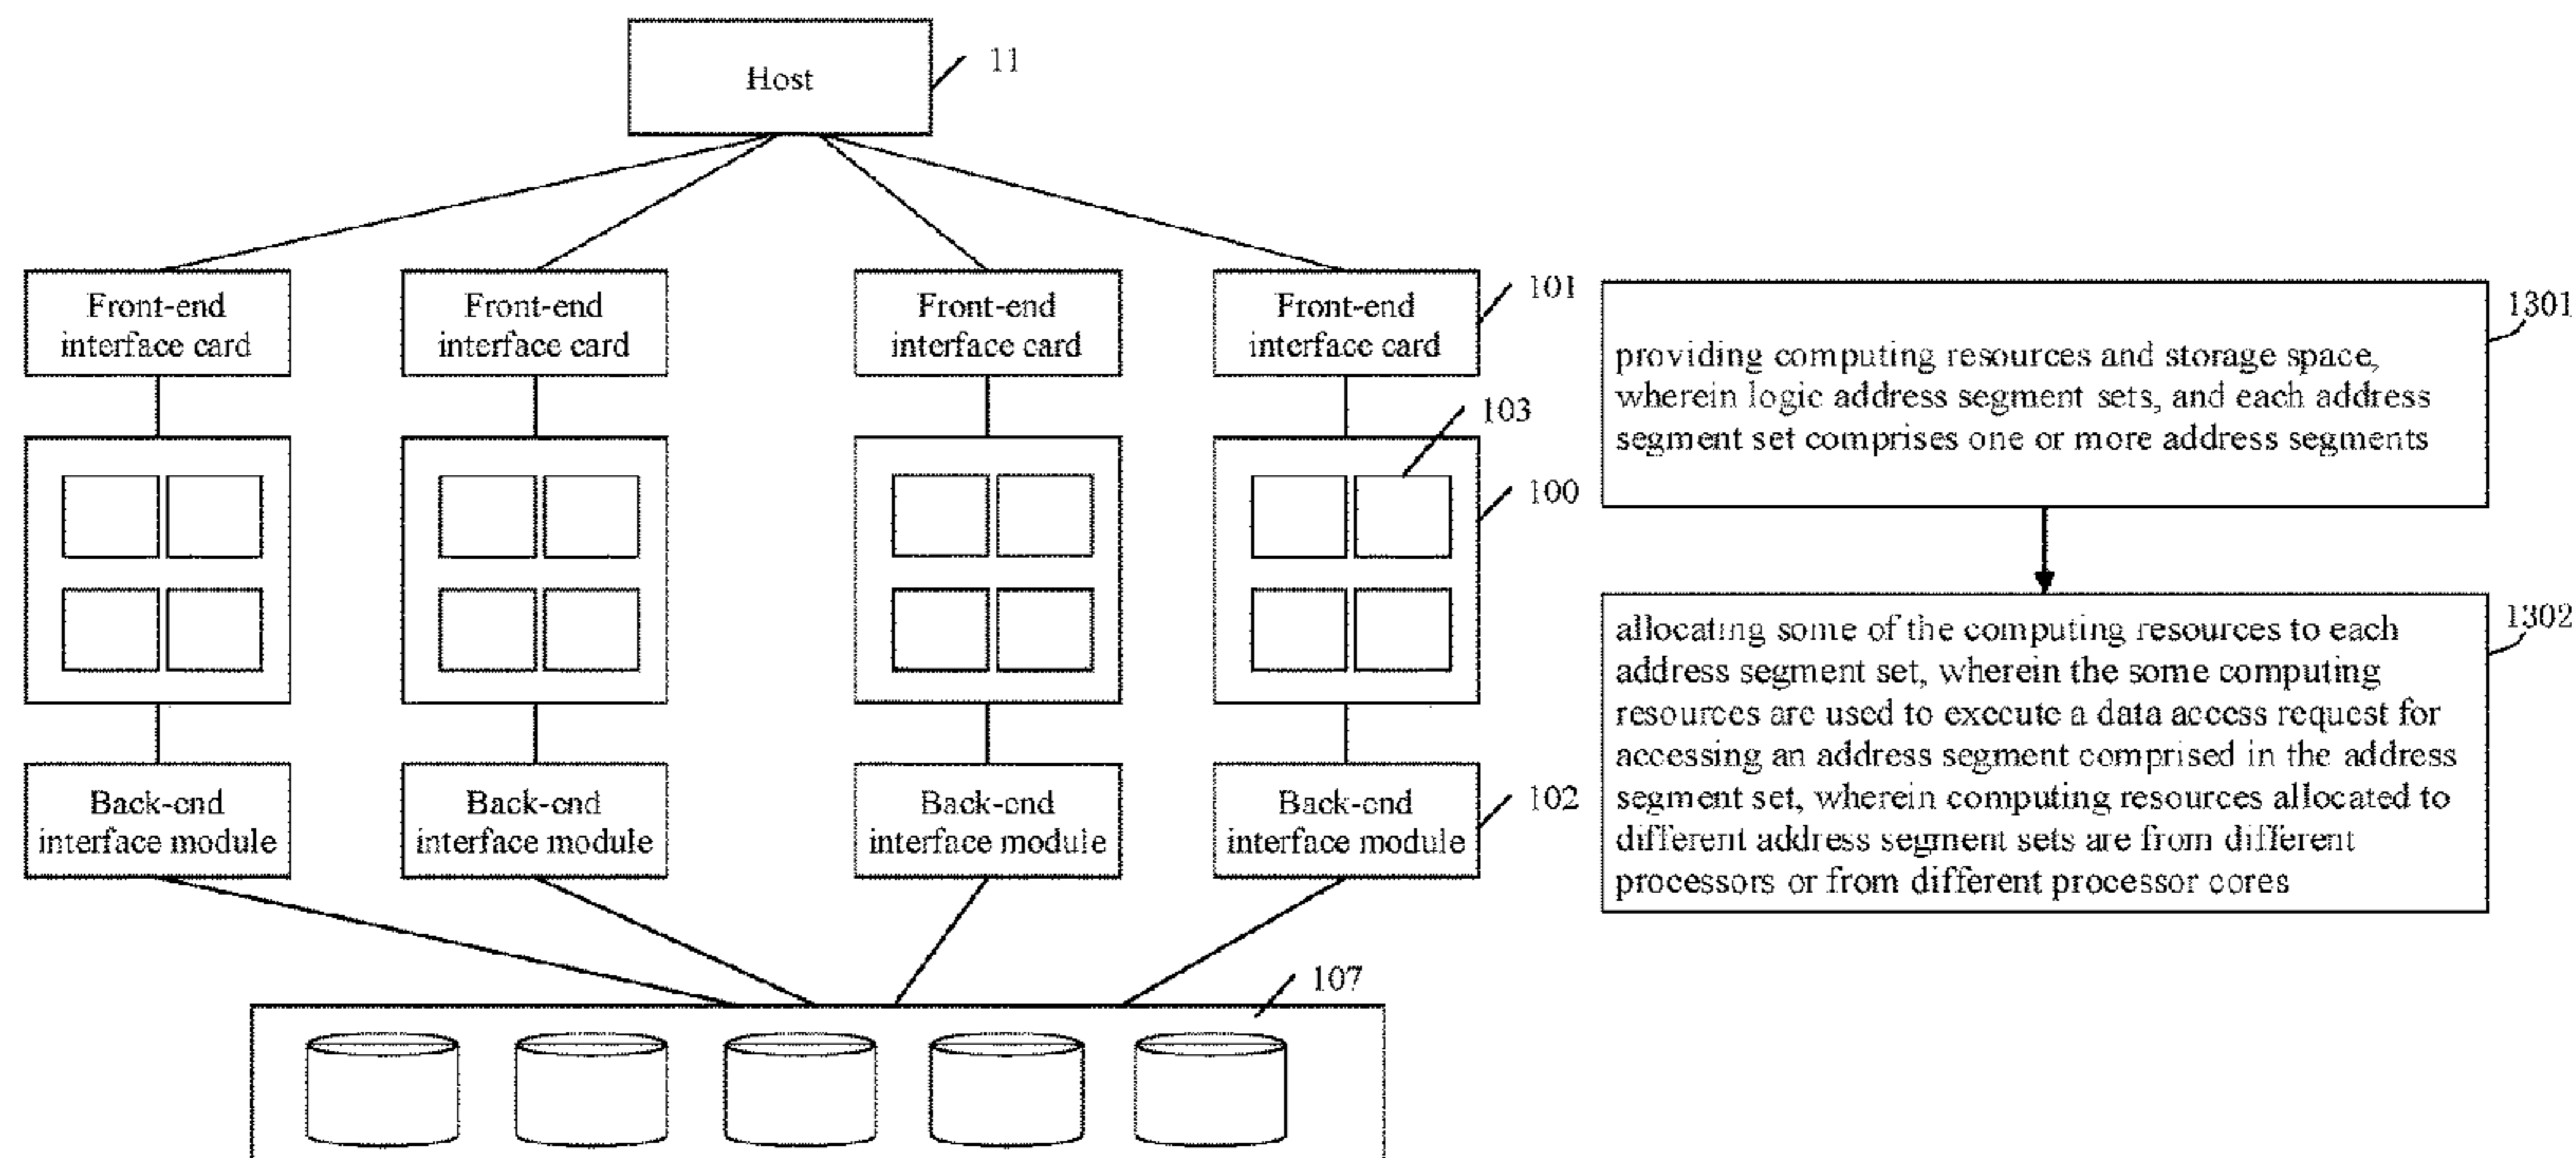 Host
11
Front-end
interface card
Front-end
interface card
Front-end
interface card
Front-end
interface card
101
103
100
Back-end
interface module
Back-end
interface module
Back-end
interface module
Back-end
interface module
102
107
1301
providing computing resources and storage space,
wherein logic address segment sets, and each address
segment set comprises one or more address segments
1302
allocating some of the computing resources to each
address segment set, wherein the some computing
resources are used to execute a data access request for
accessing an address segment comprised in the address
segment set, wherein computing resources allocated to
different address segment sets are from different
processors or from different processor cores